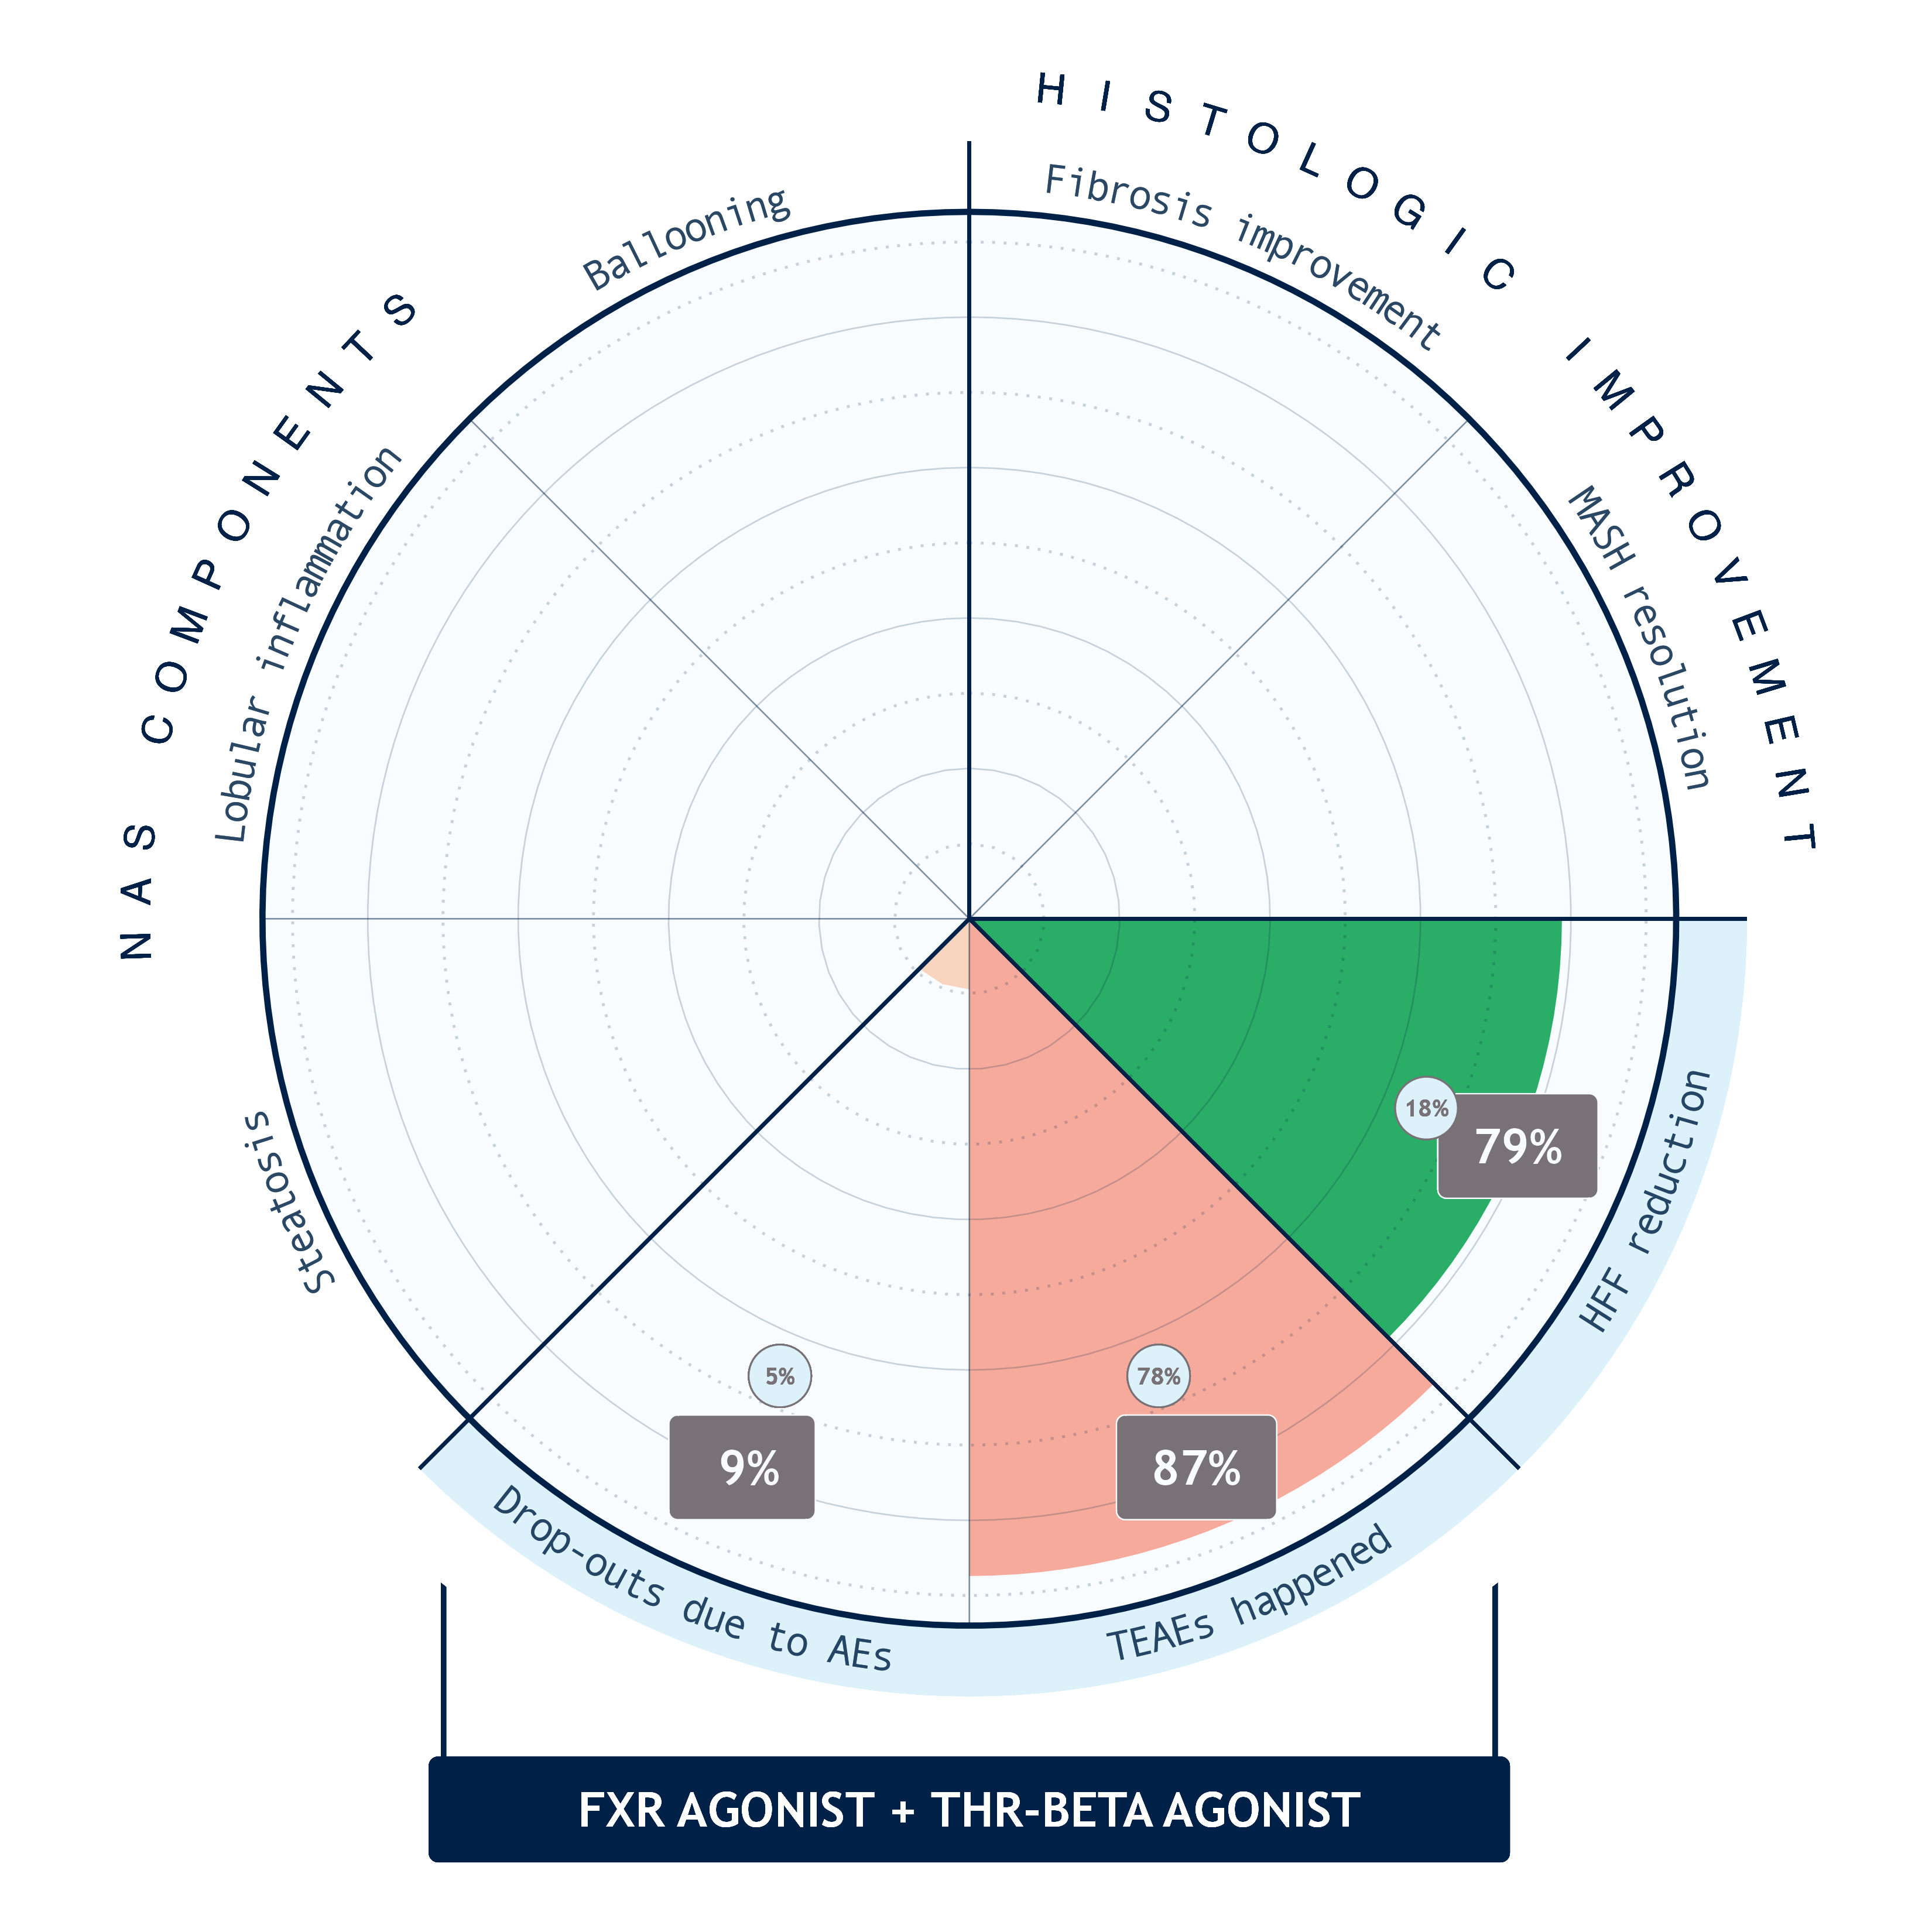 HISTOLOGIC IMPROVEMENT
Fibrosis improvement
MASH resolution
NAS COMPONENTS
Ballooning
Lobular inflammation
Steatosis
HFF reduction
18%
79%
TEAEs happened
78%
87%
Drop-outs due to AEs
5%
9%
FXR AGONIST + THR-BETA AGONIST